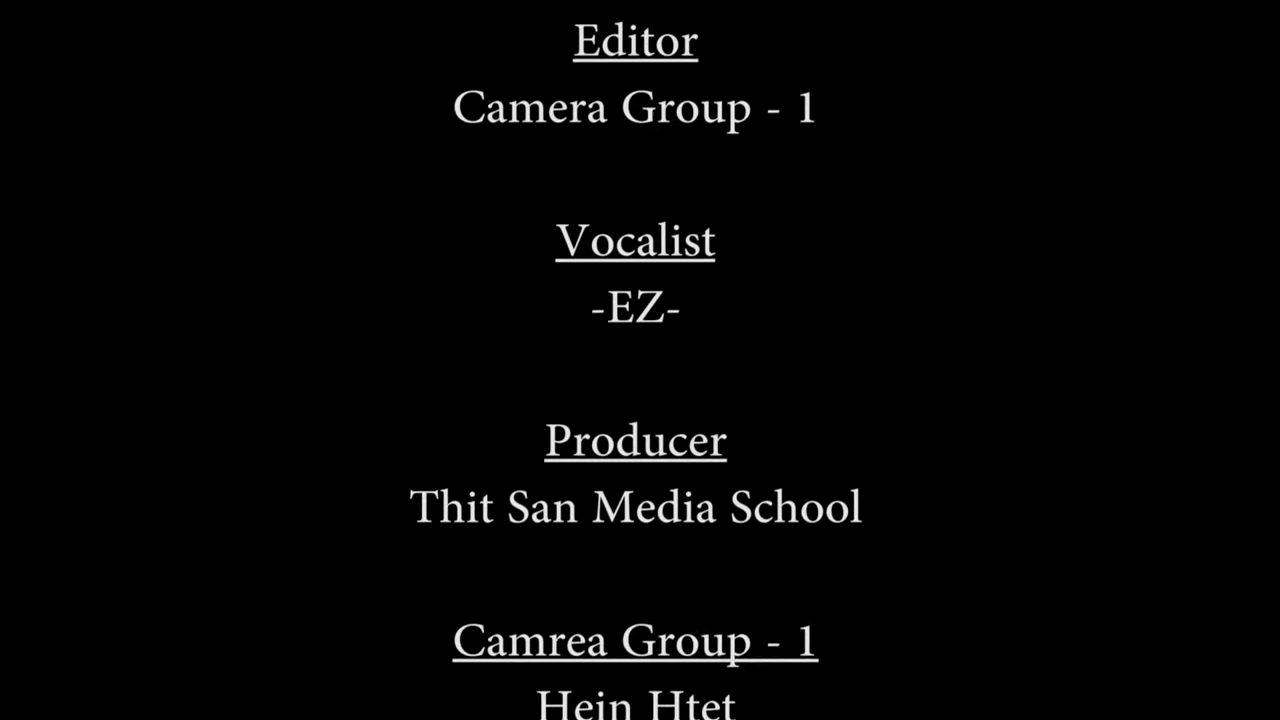 Editor
Camera Group - 1
Vocalist
-EZ-
Producer
Thit San Media School
Camrea Group - 1
Hein Htet